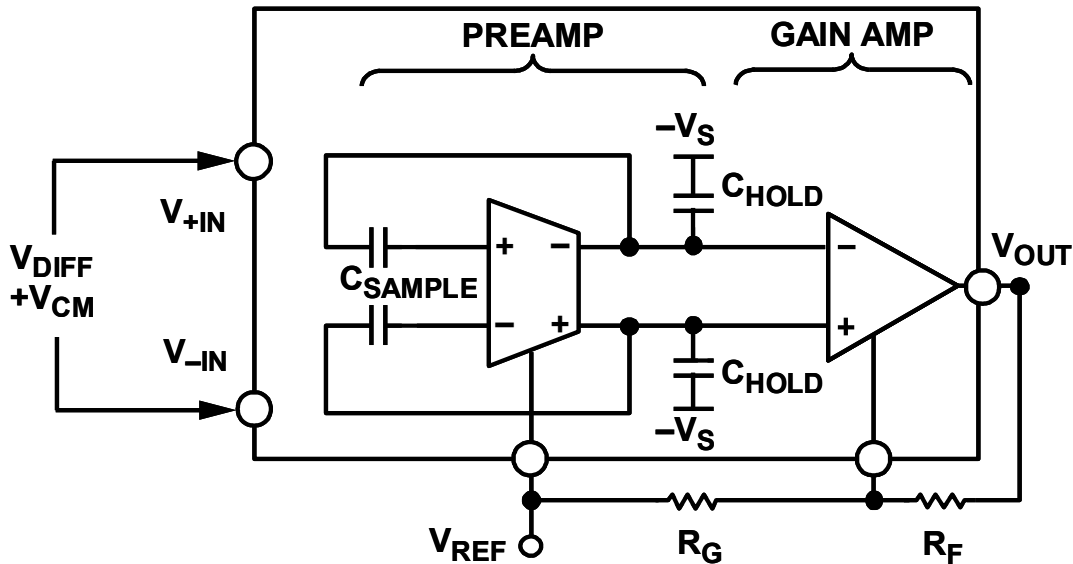 PREAMP
GAIN AMP
–VS
CHOLD
V+IN
VDIFF
+VCM
CSAMPLE
+
–
–
+
–
+
VOUT
V–IN
CHOLD
–VS
VREF
RG
RF